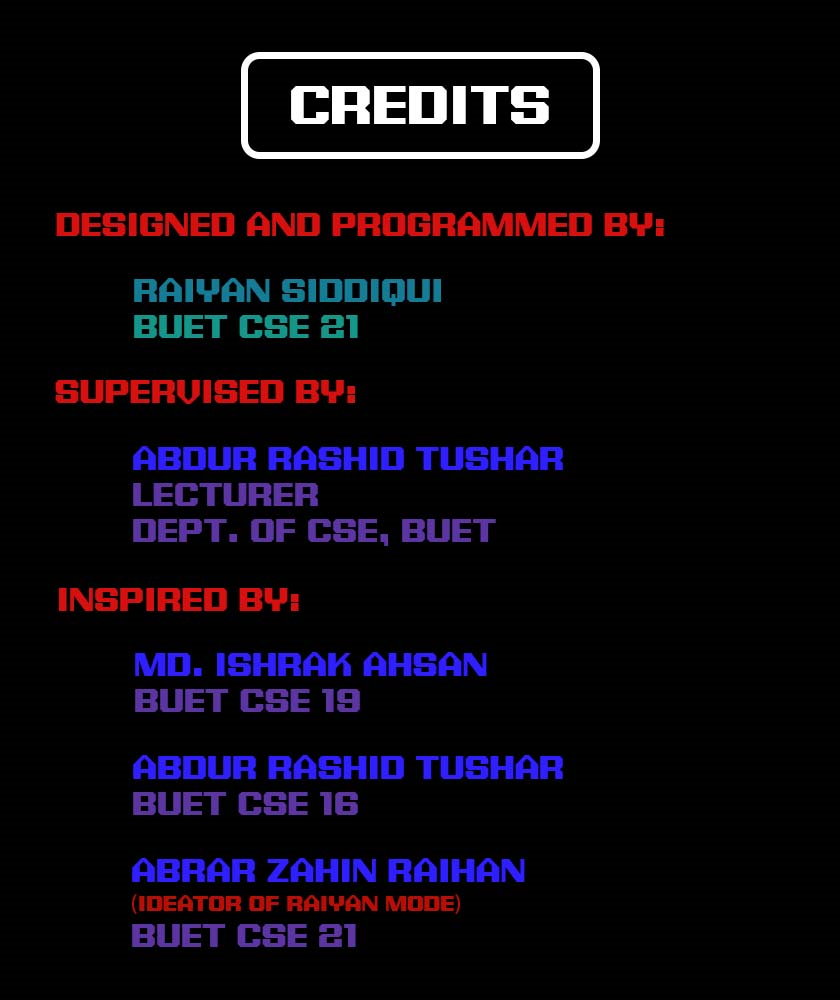 CREDITS
DESIGNED AND PROGRAMMED BY:
RAIYAN SIDDIQUI
BUET CSE 21
SUPERVISED BY:
ABDUR RASHID TUSHAR
LECTURER
DEPT. OF CSE, BUET
INSPIRED BY:
MD. ISHRAK AHSAN
BUET CSE 19
ABDUR RASHID TUSHAR
BUET CSE 16
ABRAR ZAHIN RAIHAN
(IDEATOR OF RAIYAN MODE)
BUET CSE 21